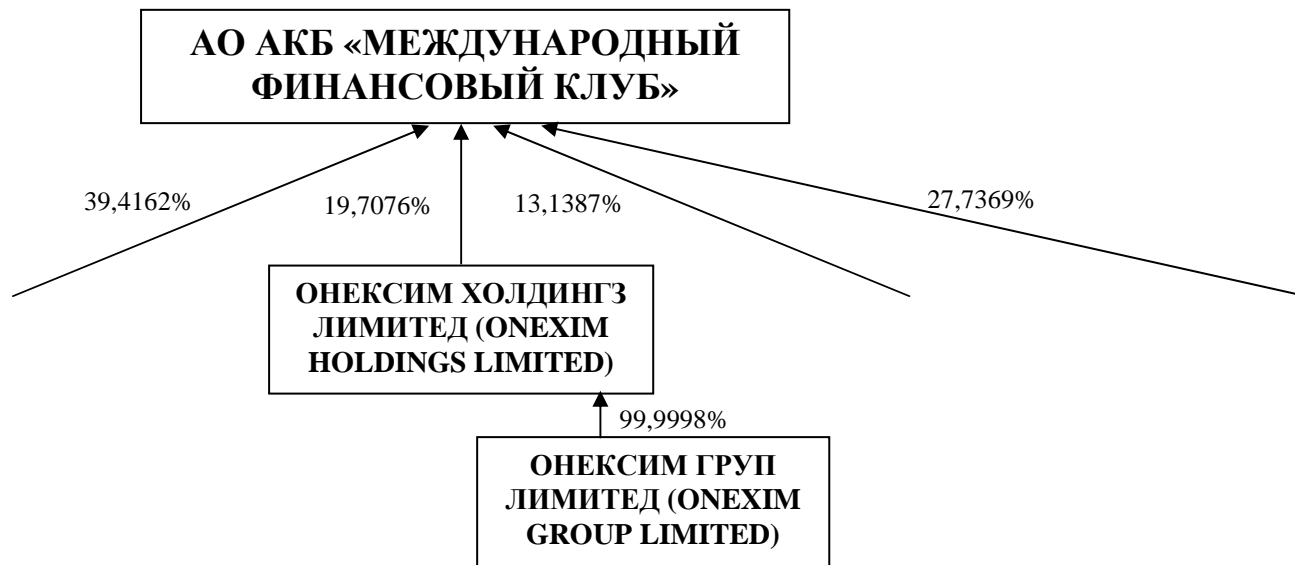 АО АКБ «МЕЖДУНАРОДНЫЙ
ФИНАНСОВЫЙ КЛУБ»
39,4162%
19,7076%
13,1387%
27,7369%
ОНЕКСИМ ХОЛДИНГЗ
ЛИМИТЕД (ONEXIM
HOLDINGS LIMITED)
99,9998%
ОНЕКСИМ ГРУП
ЛИМИТЕД (ONEXIM
GROUP LIMITED)